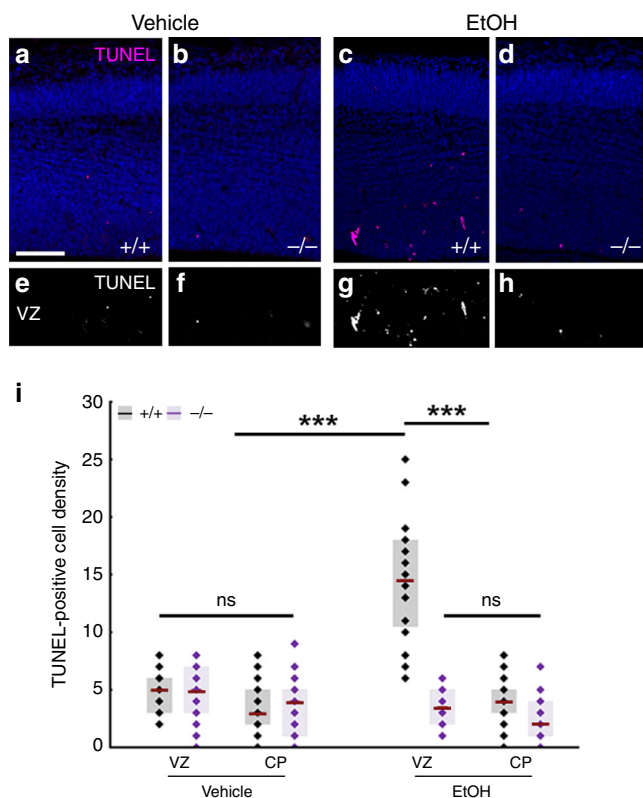 Vehicle EtOH
a TUNEL b c d
+/+ −/− +/+ −/−
e TUNEL f g h
VZ
i
30
+/+ −/−
*** ***
25
20
15
ns ns
10
5
0
TUNEL-positive cell density
VZ CP VZ CP
Vehicle EtOH